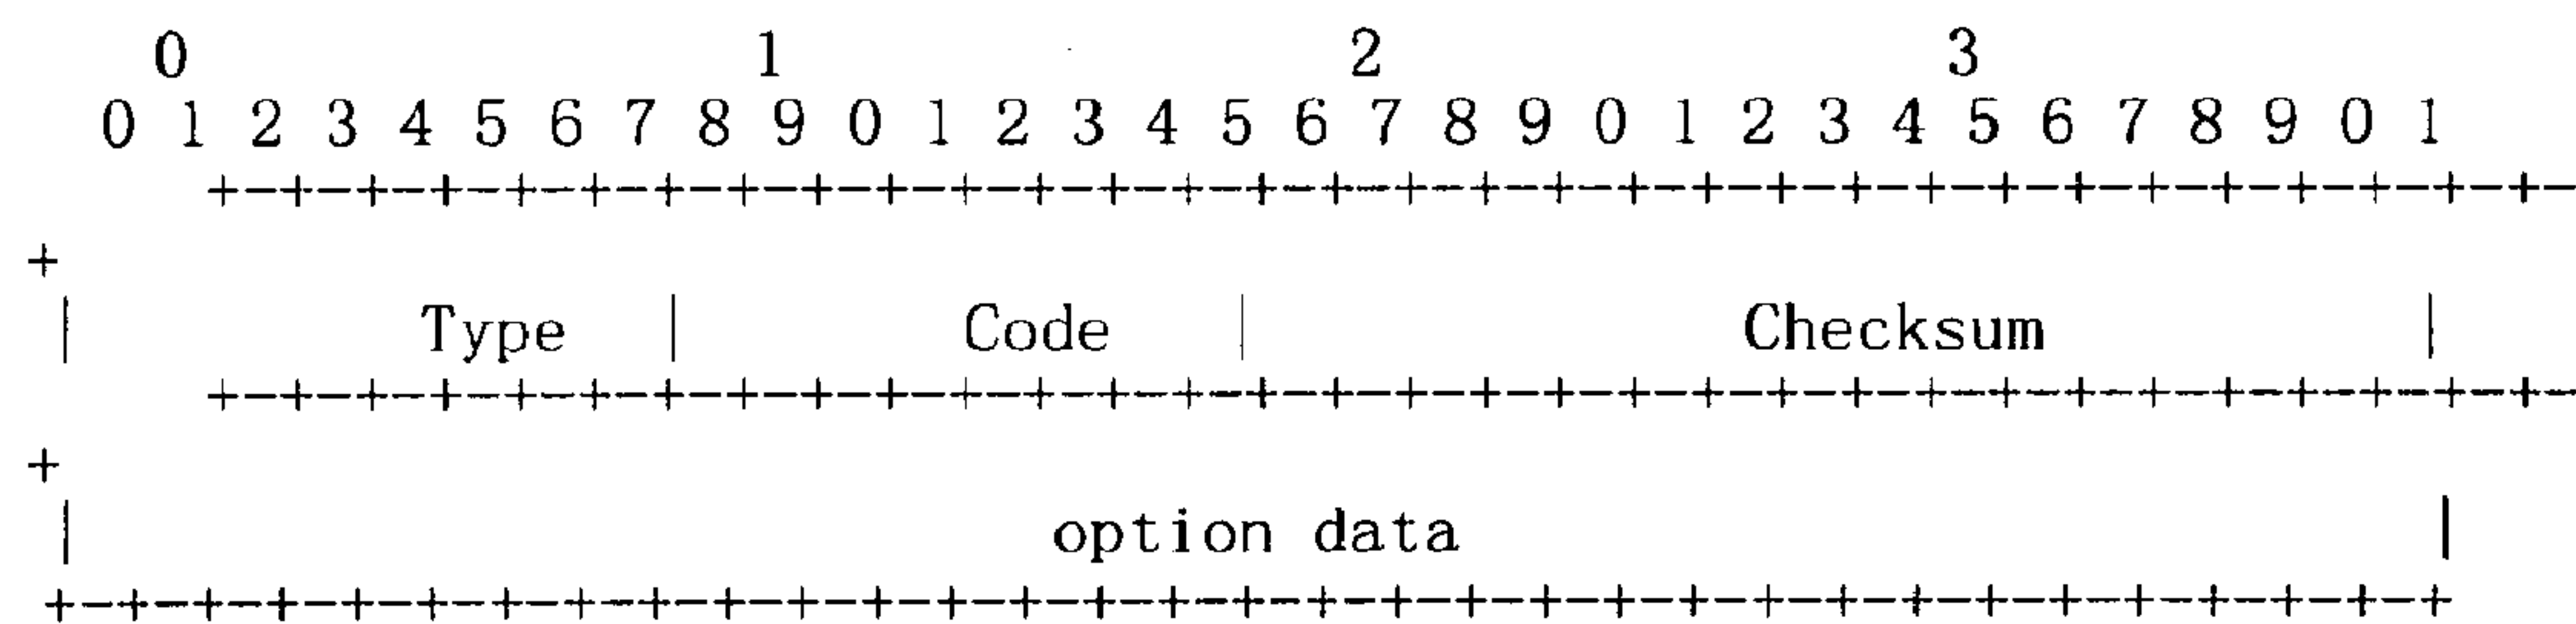 0 1 2 3
0 1 2 3 4 5 6 7 8 9 0 1 2 3 4 5 6 7 8 9 0 1 2 3 4 5 6 7 8 9 0 1
+-+-+-+-+-+-+-+-+-+-+-+-+-+-+-+-+-+-+-+-+-+-+-+-+-+-+-+-+-+-+-+-
+
| Type | Code | Checksum |
+-+-+-+-+-+-+-+-+-+-+-+-+-+-+-+-+-+-+-+-+-+-+-+-+-+-+-+-+-+-+-+-
+
| option data |
+-+-+-+-+-+-+-+-+-+-+-+-+-+-+-+-+-+-+-+-+-+-+-+-+-+-+-+-+-+-+-+-+